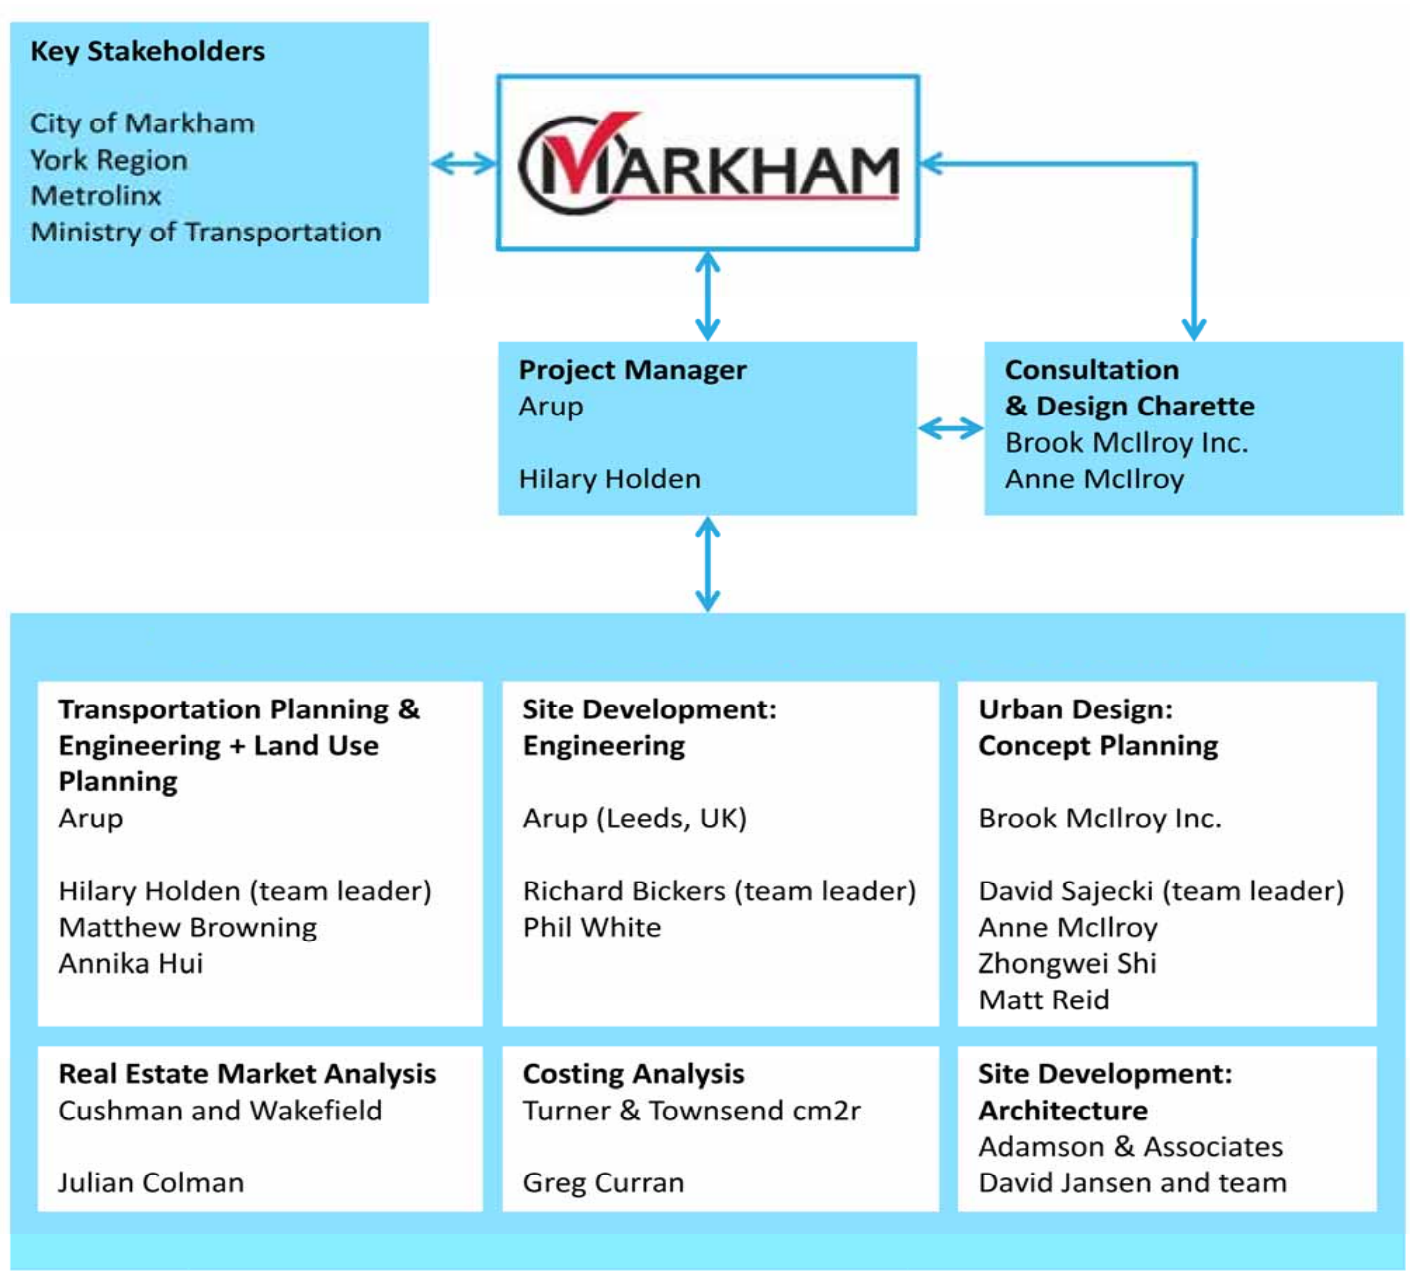 Key Stakeholders
City of Markham
York Region
Metrolinx
Ministry of Transportation
MARKHAM
Project Manager
Arup
Hilary Holden
Consultation
& Design Charette
Brook McIlroy Inc.
Anne McIlroy
Transportation Planning &
Engineering + Land Use
Planning
Arup
Hilary Holden (team leader)
Matthew Browning
Annika Hui
Site Development:
Engineering
Arup (Leeds, UK)
Richard Bickers (team leader)
Phil White
Urban Design:
Concept Planning
Brook McIlroy Inc.
David Sajecki (team leader)
Anne McIlroy
Zhongwei Shi
Matt Reid
Real Estate Market Analysis
Cushman and Wakefield
Julian Colman
Costing Analysis
Turner & Townsend cm2r
Greg Curran
Site Development:
Architecture
Adamson & Associates
David Jansen and team